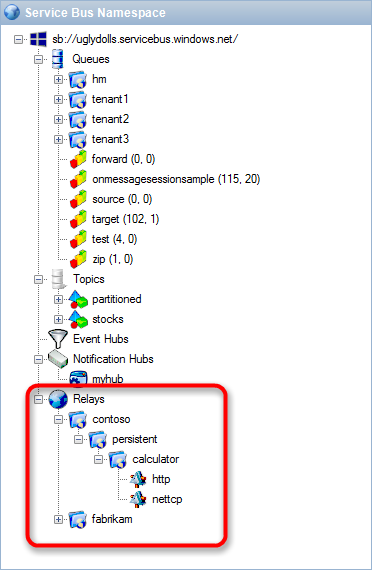 Service Bus Namespace
sb://uglydolls.servicebus.windows.net/
Queues
hm
tenant1
tenant2
tenant3
forward (0, 0)
onmessagesessionsample (115, 20)
source (0, 0)
target (102, 1)
test (4, 0)
zip (1, 0)
Topics
partitioned
stocks
Event Hubs
Notification Hubs
myhub
Relays
contoso
persistent
calculator
http
nettcp
fabrikam